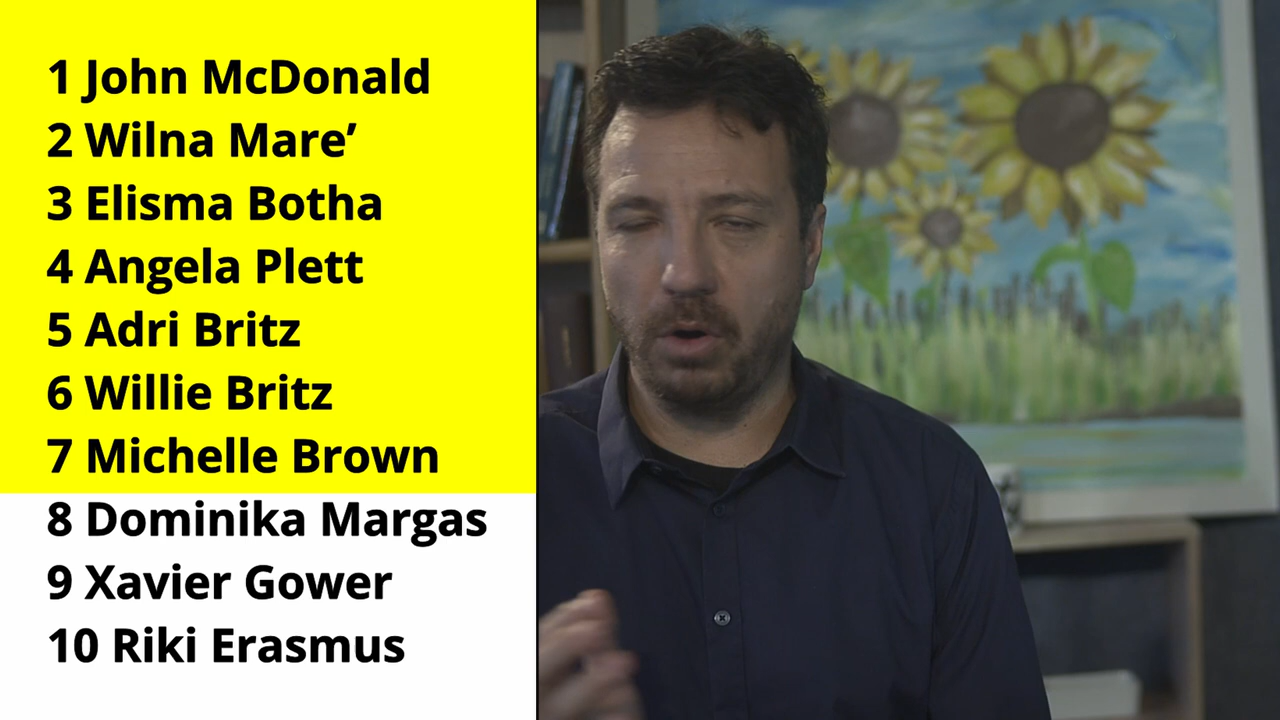 1 John McDonald
2 Wilna Mare’
3 Elisma Botha
4 Angela Plett
5 Adri Britz
6 Willie Britz
7 Michelle Brown
8 Dominika Margas
9 Xavier Gower
10 Riki Erasmus